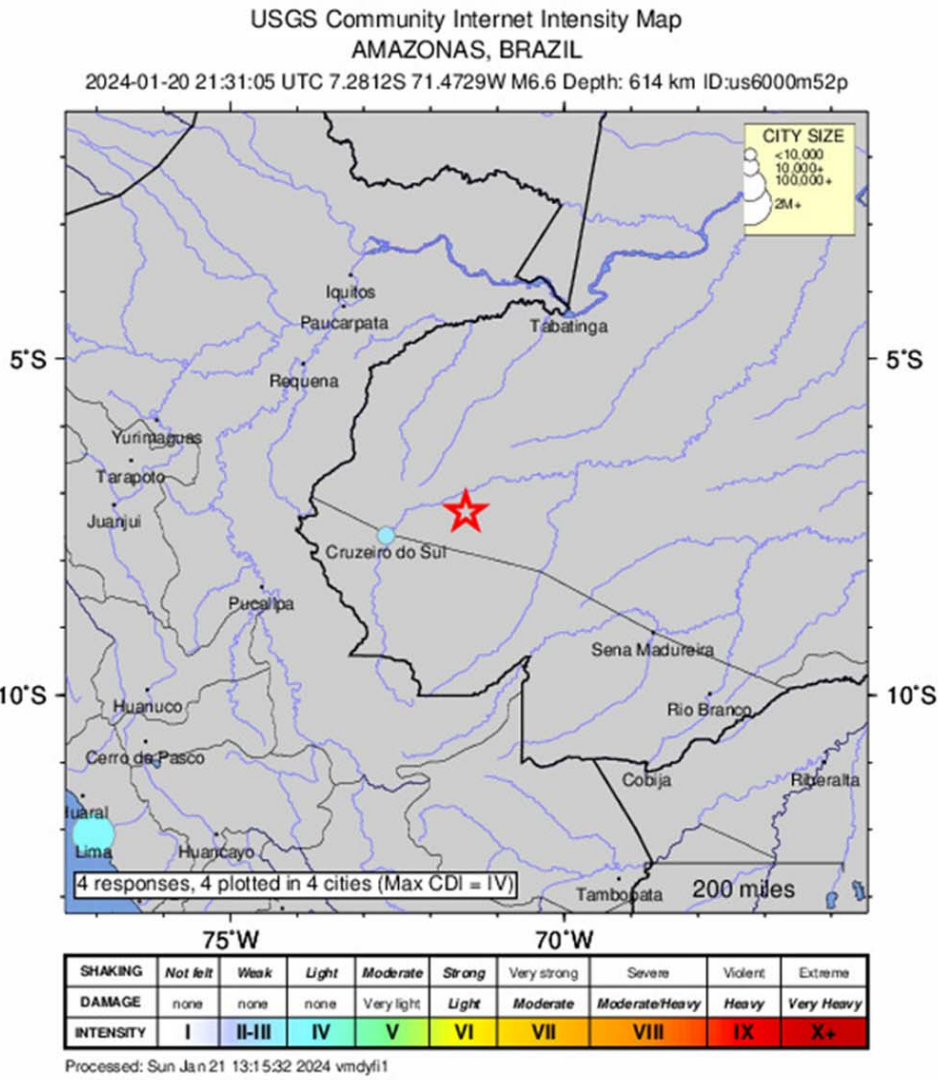 USGS Community Internet Intensity Map
AMAZONAS, BRAZIL
2024-01-20 21:31:05 UTC 7.2812S 71.4729W M6.6 Depth: 614 km ID:us6000m52p
CITY SIZE
<10,000
10,000+
100,000+
2M+
Iquitos
Paucarpata
Tabatinga
5°S
5°S
Requena
Yurimaguas
Tarapoto
Juanjui
Cruzeiro do Sul
Pucallpa
Sena Madureira
10°S
10°S
Huanuco
Rio Branco
Cerro de Pasco
Cobija
Riberalta
Huaral
Lima
Huancayo
4 responses, 4 plotted in 4 cities (Max CDI = IV)
Tambopata
200 miles
75°W
70°W
SHAKING Not felt Weak Light Moderate Strong Very strong Severe Violent Extreme
DAMAGE none none none Very light Light Moderate Moderate/Heavy Heavy Very Heavy
INTENSITY I II-III IV V VI VII VIII IX X+
Processed: Sun Jan 21 13:15:32 2024 vmdyfi1